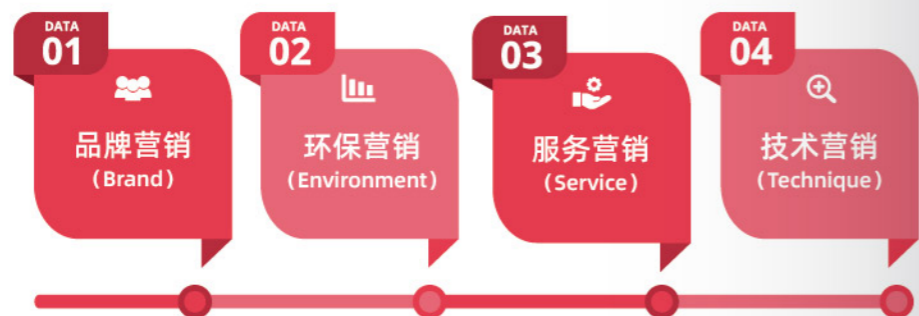 DATA
01
品牌营销
（Brand）
DATA
02
环保营销
（Environment）
DATA
03
服务营销
（Service）
DATA
04
技术营销
（Technique）